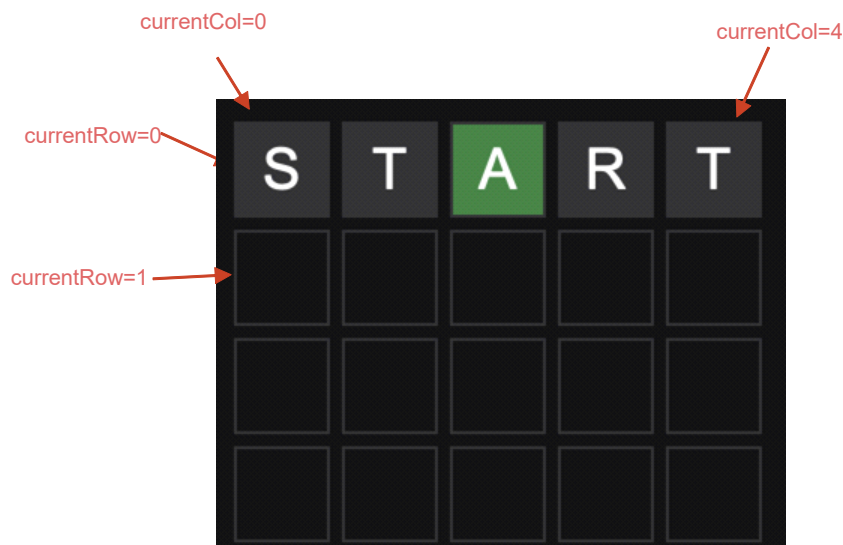 currentCol=0
currentCol=4
currentRow=0
S T A R T
currentRow=1